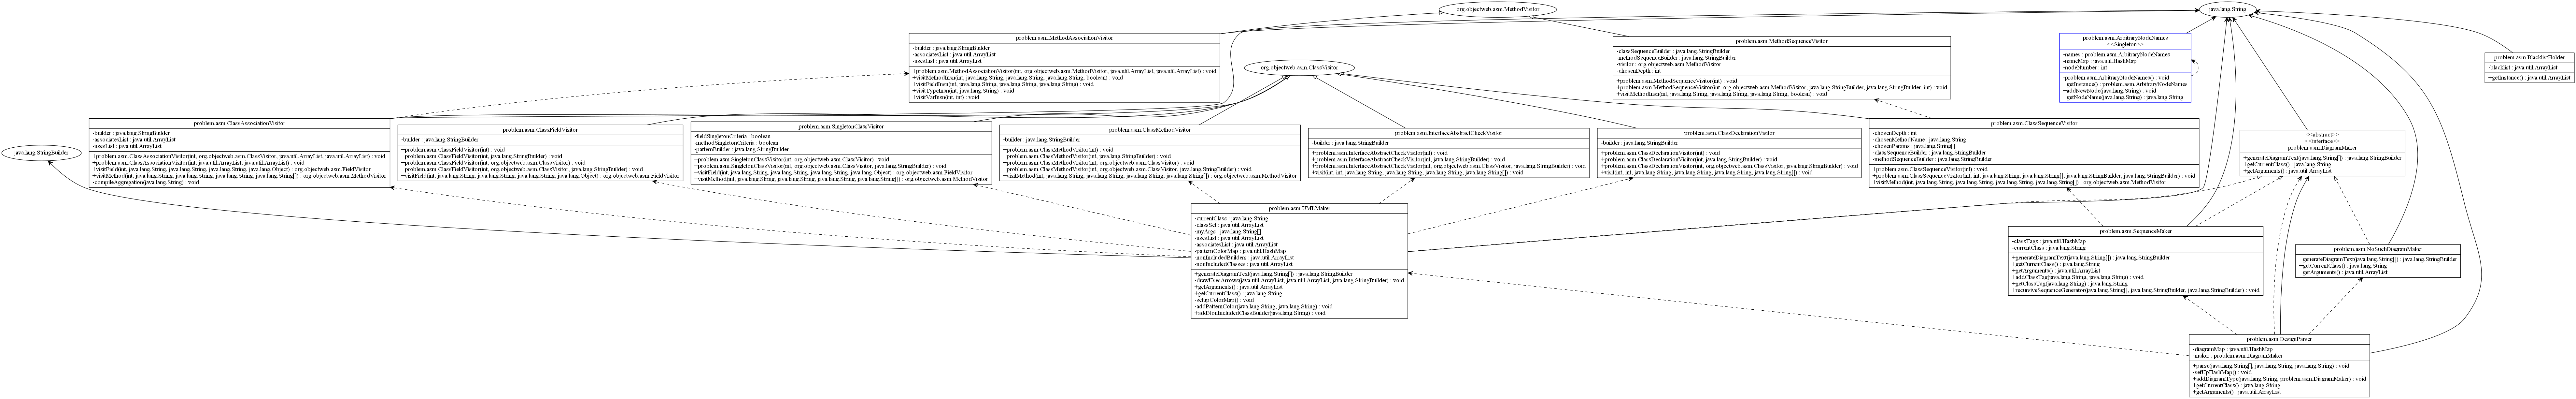 org.objectweb.asm.MethodVisitor
java.lang.String
problem.asm.MethodAssociationVisitor
-builder : java.lang.StringBuilder
-associatesList : java.util.ArrayList
-usesList : java.util.ArrayList
+problem.asm.MethodAssociationVisitor(int, org.objectweb.asm.MethodVisitor, java.util.ArrayList, java.util.ArrayList) : void
+visitMethodInsn(int, java.lang.String, java.lang.String, java.lang.String, boolean) : void
+visitFieldInsn(int, java.lang.String, java.lang.String, java.lang.String) : void
+visitTypeInsn(int, java.lang.String) : void
+visitVarInsn(int, int) : void
problem.asm.MethodSequenceVisitor
-classSequenceBuilder : java.lang.StringBuilder
-methodSequenceBuilder : java.lang.StringBuilder
-visitor : org.objectweb.asm.MethodVisitor
-chosenDepth : int
+problem.asm.MethodSequenceVisitor(int) : void
+problem.asm.MethodSequenceVisitor(int, org.objectweb.asm.MethodVisitor, java.lang.StringBuilder, java.lang.StringBuilder, int) : void
+visitMethodInsn(int, java.lang.String, java.lang.String, java.lang.String, boolean) : void
problem.asm.ArbitraryNodeNames
<<Singleton>>
-names : problem.asm.ArbitraryNodeNames
-nameMap : java.util.HashMap
-nodeNumber : int
-problem.asm.ArbitraryNodeNames() : void
+getInstance() : problem.asm.ArbitraryNodeNames
+addNewNode(java.lang.String) : void
+getNodeName(java.lang.String) : java.lang.String
problem.asm.BlacklistHolder
-blacklist : java.util.ArrayList
+getInstance() : java.util.ArrayList
org.objectweb.asm.ClassVisitor
java.lang.StringBuilder
problem.asm.ClassAssociationVisitor
-builder : java.lang.StringBuilder
-associatesList : java.util.ArrayList
-usesList : java.util.ArrayList
+problem.asm.ClassAssociationVisitor(int, org.objectweb.asm.ClassVisitor, java.util.ArrayList, java.util.ArrayList) : void
+problem.asm.ClassAssociationVisitor(int, java.util.ArrayList, java.util.ArrayList) : void
+visitField(int, java.lang.String, java.lang.String, java.lang.String, java.lang.Object) : org.objectweb.asm.FieldVisitor
+visitMethod(int, java.lang.String, java.lang.String, java.lang.String, java.lang.String[]) : org.objectweb.asm.MethodVisitor
-compileAggregation(java.lang.String) : void
problem.asm.ClassFieldVisitor
-builder : java.lang.StringBuilder
+problem.asm.ClassFieldVisitor(int) : void
+problem.asm.ClassFieldVisitor(int, java.lang.StringBuilder) : void
+problem.asm.ClassFieldVisitor(int, org.objectweb.asm.ClassVisitor) : void
+problem.asm.ClassFieldVisitor(int, org.objectweb.asm.ClassVisitor, java.lang.StringBuilder) : void
+visitField(int, java.lang.String, java.lang.String, java.lang.String, java.lang.Object) : org.objectweb.asm.FieldVisitor
problem.asm.SingletonClassVisitor
-fieldSingletonCriteria : boolean
-methodSingletonCriteria : boolean
-patternBuilder : java.lang.StringBuilder
+problem.asm.SingletonClassVisitor(int, org.objectweb.asm.ClassVisitor) : void
+problem.asm.SingletonClassVisitor(int, org.objectweb.asm.ClassVisitor, java.lang.StringBuilder) : void
+visitField(int, java.lang.String, java.lang.String, java.lang.String, java.lang.Object) : org.objectweb.asm.FieldVisitor
+visitMethod(int, java.lang.String, java.lang.String, java.lang.String, java.lang.String[]) : org.objectweb.asm.MethodVisitor
problem.asm.ClassMethodVisitor
-builder : java.lang.StringBuilder
+problem.asm.ClassMethodVisitor(int) : void
+problem.asm.ClassMethodVisitor(int, java.lang.StringBuilder) : void
+problem.asm.ClassMethodVisitor(int, org.objectweb.asm.ClassVisitor) : void
+problem.asm.ClassMethodVisitor(int, org.objectweb.asm.ClassVisitor, java.lang.StringBuilder) : void
+visitMethod(int, java.lang.String, java.lang.String, java.lang.String, java.lang.String[]) : org.objectweb.asm.MethodVisitor
problem.asm.InterfaceAbstractCheckVisitor
-builder : java.lang.StringBuilder
+problem.asm.InterfaceAbstractCheckVisitor(int) : void
+problem.asm.InterfaceAbstractCheckVisitor(int, java.lang.StringBuilder) : void
+problem.asm.InterfaceAbstractCheckVisitor(int, org.objectweb.asm.ClassVisitor, java.lang.StringBuilder) : void
+visit(int, int, java.lang.String, java.lang.String, java.lang.String, java.lang.String[]) : void
problem.asm.ClassDeclarationVisitor
-builder : java.lang.StringBuilder
+problem.asm.ClassDeclarationVisitor(int) : void
+problem.asm.ClassDeclarationVisitor(int, java.lang.StringBuilder) : void
+problem.asm.ClassDeclarationVisitor(int, org.objectweb.asm.ClassVisitor, java.lang.StringBuilder) : void
+visit(int, int, java.lang.String, java.lang.String, java.lang.String, java.lang.String[]) : void
problem.asm.ClassSequenceVisitor
-chosenDepth : int
-chosenMethodName : java.lang.String
-chosenParams : java.lang.String[]
-classSequenceBuilder : java.lang.StringBuilder
-methodSequenceBuilder : java.lang.StringBuilder
+problem.asm.ClassSequenceVisitor(int) : void
+problem.asm.ClassSequenceVisitor(int, int, java.lang.String, java.lang.String[], java.lang.StringBuilder, java.lang.StringBuilder) : void
+visitMethod(int, java.lang.String, java.lang.String, java.lang.String, java.lang.String[]) : org.objectweb.asm.MethodVisitor
<<abstract>>
<<interface>>
problem.asm.DiagramMaker
+generateDiagramText(java.lang.String[]) : java.lang.StringBuilder
+getCurrentClass() : java.lang.String
+getArguments() : java.util.ArrayList
problem.asm.UMLMaker
-currentClass : java.lang.String
-classSet : java.util.ArrayList
-myArgs : java.lang.String[]
-usesList : java.util.ArrayList
-associatesList : java.util.ArrayList
-patternColorMap : java.util.HashMap
-nonIncludedBuilders : java.util.ArrayList
-nonIncludedClasses : java.util.ArrayList
+generateDiagramText(java.lang.String[]) : java.lang.StringBuilder
-drawUsesArrows(java.util.ArrayList, java.util.ArrayList, java.lang.StringBuilder) : void
+getArguments() : java.util.ArrayList
+getCurrentClass() : java.lang.String
-setupColorMap() : void
-addPatternColor(java.lang.String, java.lang.String) : void
+addNonIncludedClassBuilder(java.lang.String) : void
problem.asm.SequenceMaker
-classTags : java.util.HashMap
-currentClass : java.lang.String
+generateDiagramText(java.lang.String[]) : java.lang.StringBuilder
+getCurrentClass() : java.lang.String
+getArguments() : java.util.ArrayList
+addClassTag(java.lang.String, java.lang.String) : void
+getClassTag(java.lang.String) : java.lang.String
+recursiveSequenceGenerator(java.lang.String[], java.lang.StringBuilder, java.lang.StringBuilder) : void
problem.asm.NoSuchDiagramMaker
+generateDiagramText(java.lang.String[]) : java.lang.StringBuilder
+getCurrentClass() : java.lang.String
+getArguments() : java.util.ArrayList
problem.asm.DesignParser
-diagramMap : java.util.HashMap
-maker : problem.asm.DiagramMaker
+parse(java.lang.String[], java.lang.String, java.lang.String) : void
-setUpHashMap() : void
+addDiagramType(java.lang.String, problem.asm.DiagramMaker) : void
+getCurrentClass() : java.lang.String
+getArguments() : java.util.ArrayList